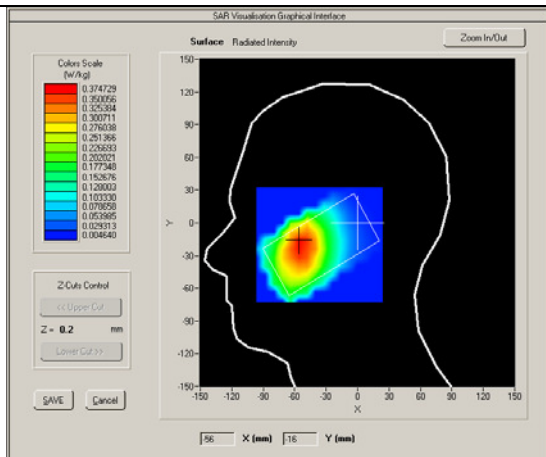 SAR Visualisation Graphical Interface
Surface Radiated Intensity
Zoom In/Out
Colors Scale
(W/kg)
0.374729
0.350056
0.325384
0.300711
0.276038
0.251366
0.226693
0.202021
0.177348
0.152676
0.128003
0.103330
0.078658
0.053985
0.029313
0.004640
Z-Cuts Control
<< Upper Cut
Z = 0.2 mm
Lower Cut >>
SAVE Cancel
150-
120-
90-
60-
30-
0-
-30-
-60-
-90-
-120-
-150-
Y
-150 -120 -90 -60 -30 0 30 60 90 120 150
X
-56 X (mm) -16 Y (mm)